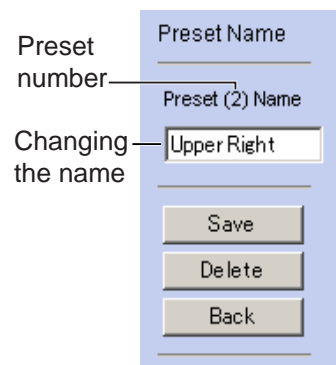 Preset
number
Changing
the name
Preset Name
Preset (2) Name
Upper Right
Save
Delete
Back